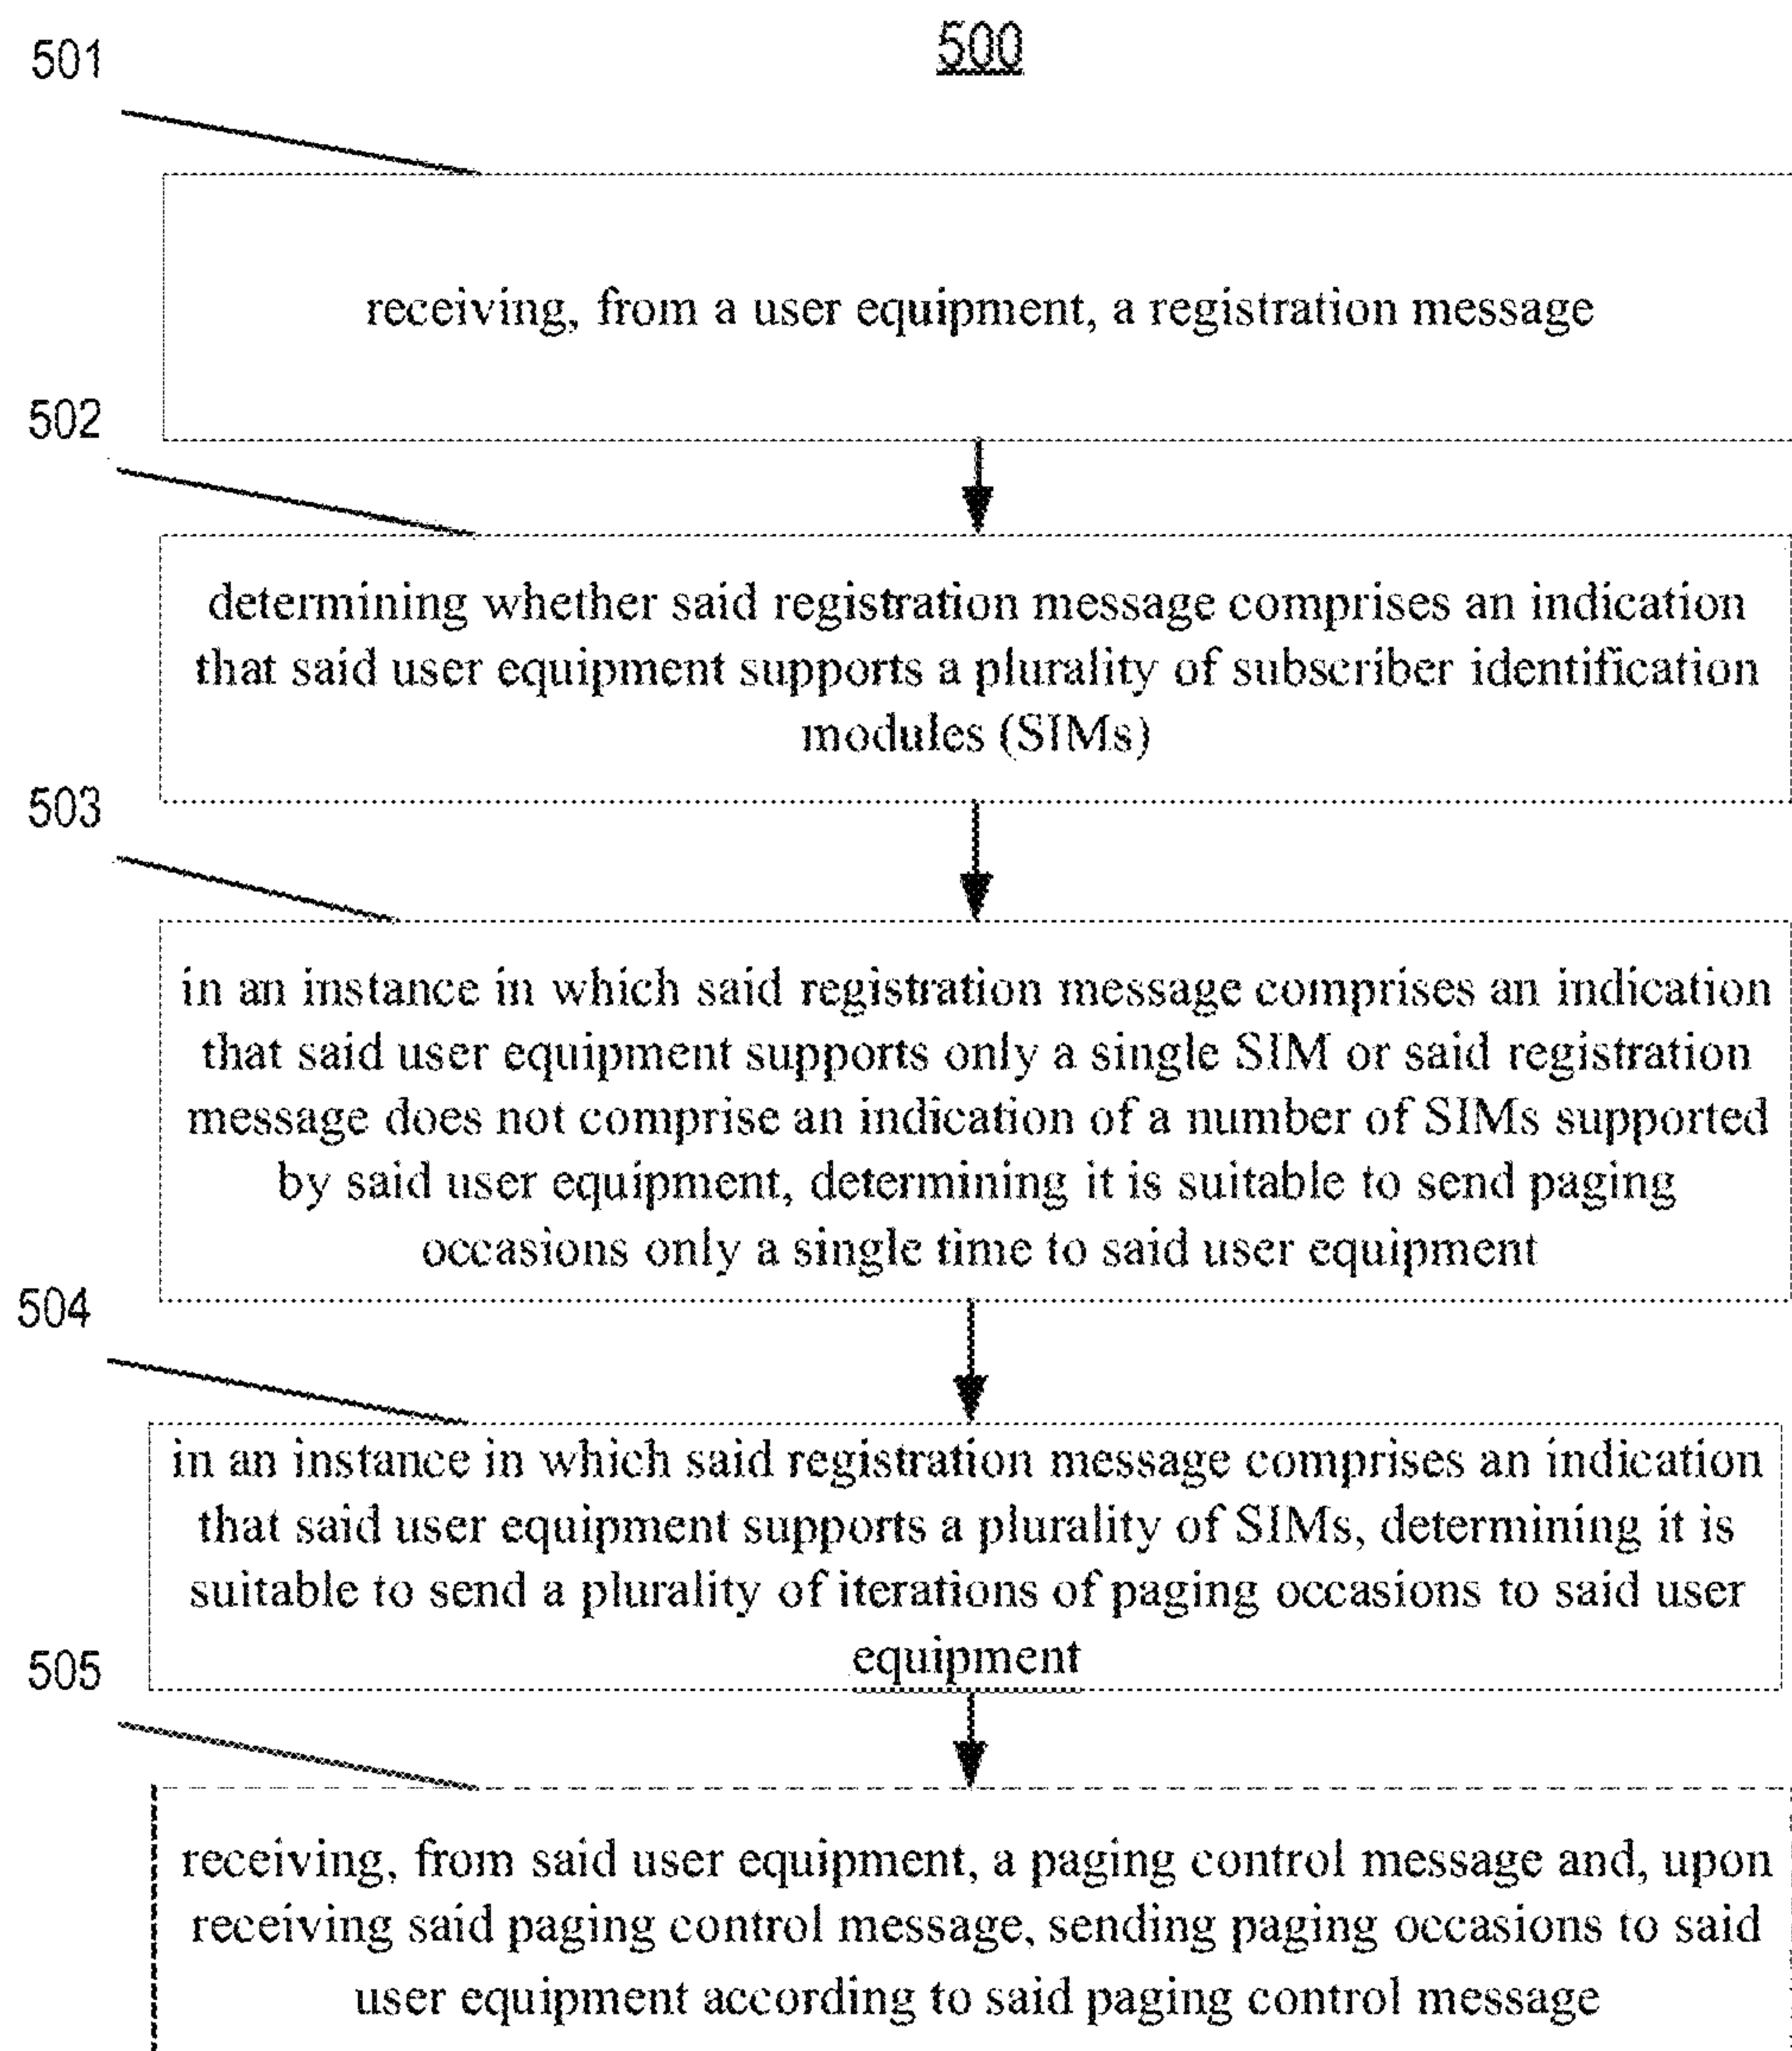 500
501
receiving, from a user equipment, a registration message
502
determining whether said registration message comprises an indication
that said user equipment supports a plurality of subscriber identification
modules (SIMs)
503
in an instance in which said registration message comprises an indication
that said user equipment supports only a single SIM or said registration
message does not comprise an indication of a number of SIMs supported
by said user equipment, determining it is suitable to send paging
occasions only a single time to said user equipment
504
in an instance in which said registration message comprises an indication
that said user equipment supports a plurality of SIMs, determining it is
suitable to send a plurality of iterations of paging occasions to said user
equipment
505
receiving, from said user equipment, a paging control message and, upon
receiving said paging control message, sending paging occasions to said
user equipment according to said paging control message